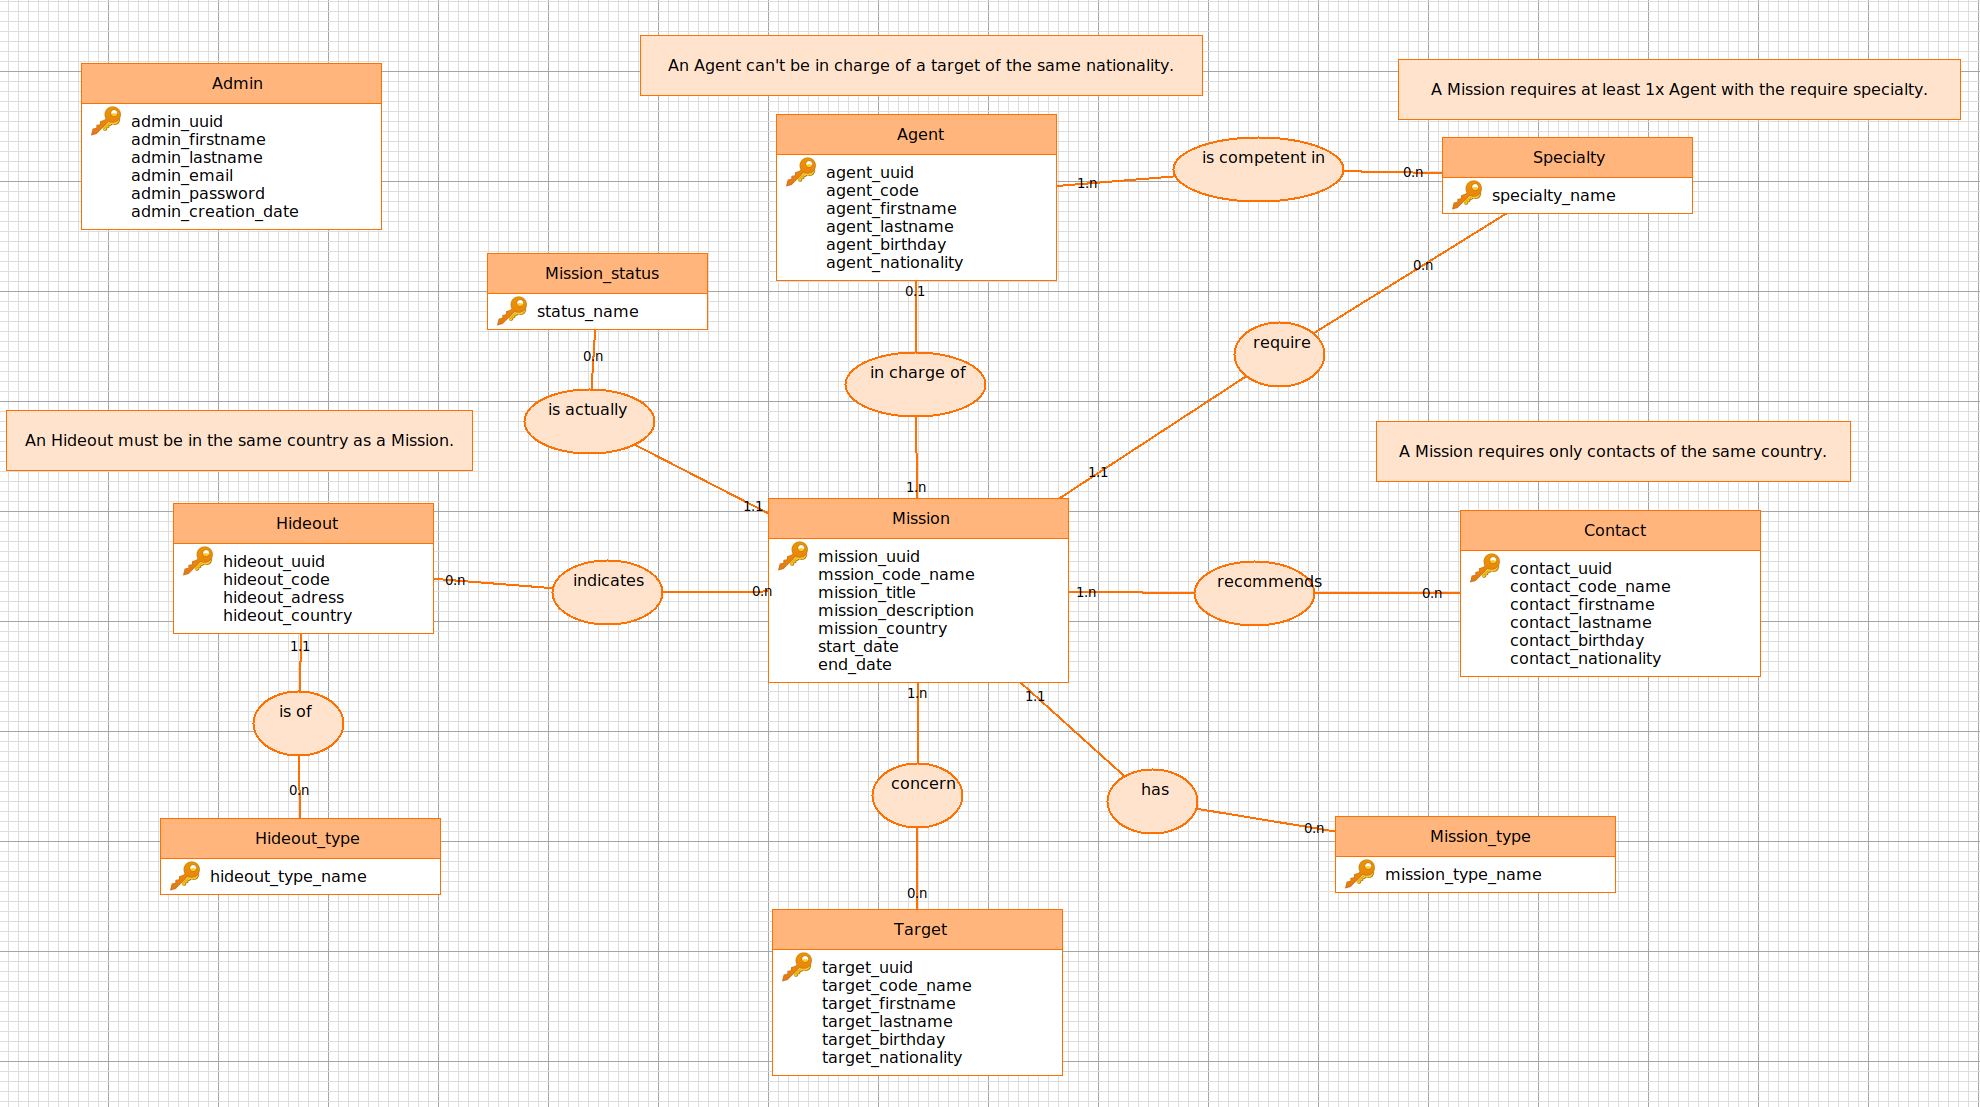 An Agent can't be in charge of a target of the same nationality.
A Mission requires at least 1x Agent with the require specialty.
Admin
admin_uuid
admin_firstname
admin_lastname
admin_email
admin_password
admin_creation_date
Agent
agent_uuid
agent_code
agent_firstname
agent_lastname
agent_birthday
agent_nationality
1.n
is competent in
0.n
Specialty
specialty_name
Mission_status
status_name
0.n
is actually
1.1
0.1
in charge of
1.n
0.n
require
1.1
An Hideout must be in the same country as a Mission.
A Mission requires only contacts of the same country.
Hideout
hideout_uuid
hideout_code
hideout_adress
hideout_country
0.n
indicates
0.n
Mission
mission_uuid
mssion_code_name
mission_title
mission_description
mission_country
start_date
end_date
1.n
recommends
0.n
Contact
contact_uuid
contact_code_name
contact_firstname
contact_lastname
contact_birthday
contact_nationality
1.1
is of
0.n
Hideout_type
hideout_type_name
1.n
concern
0.n
1.1
has
0.n
Mission_type
mission_type_name
Target
target_uuid
target_code_name
target_firstname
target_lastname
target_birthday
target_nationality